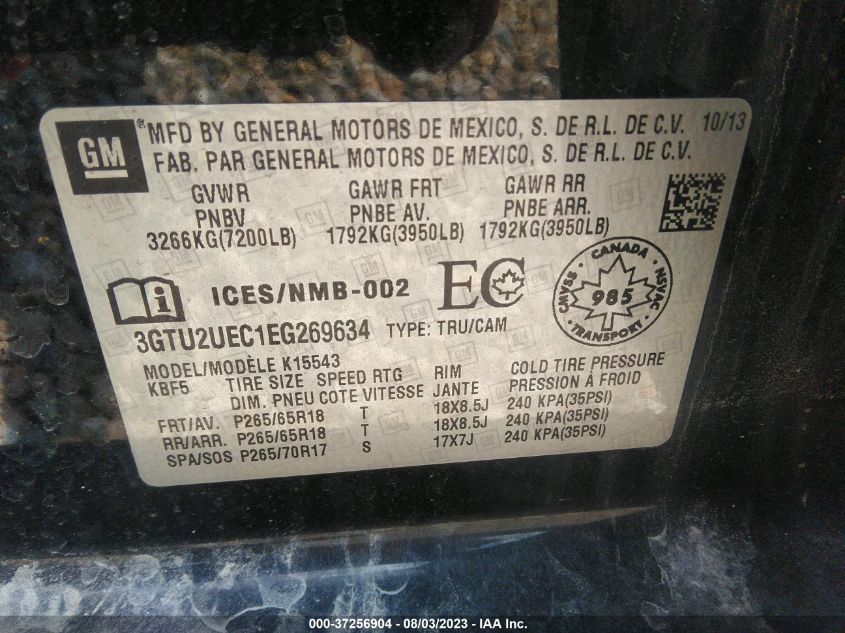 GM
MFD BY GENERAL MOTORS DE MEXICO, S. DE R.L. DE C.V. 10/13
FAB. PAR GENERAL MOTORS DE MEXICO, S. DE R.L. DE C.V.
GVWR GAWR FRT GAWR RR
PNBV PNBE AV. PNBE ARR.
3266KG(7200LB) 1792KG(3950LB) 1792KG(3950LB)
i ICES/NMB-002 EC
CANADA CMVSS 985 NSVAC TRANSPORT
3GTU2UEC1EG269634 TYPE: TRU/CAM
MODEL/MODÈLE K15543
KBF5 TIRE SIZE SPEED RTG RIM COLD TIRE PRESSURE
DIM. PNEU COTE VITESSE JANTE PRESSION À FROID
FRT/AV. P265/65R18 T 18X8.5J 240 KPA(35PSI)
RR/ARR. P265/65R18 T 18X8.5J 240 KPA(35PSI)
SPA/SOS P265/70R17 S 17X7J 240 KPA(35PSI)
000-37256904 - 08/03/2023 - IAA Inc.